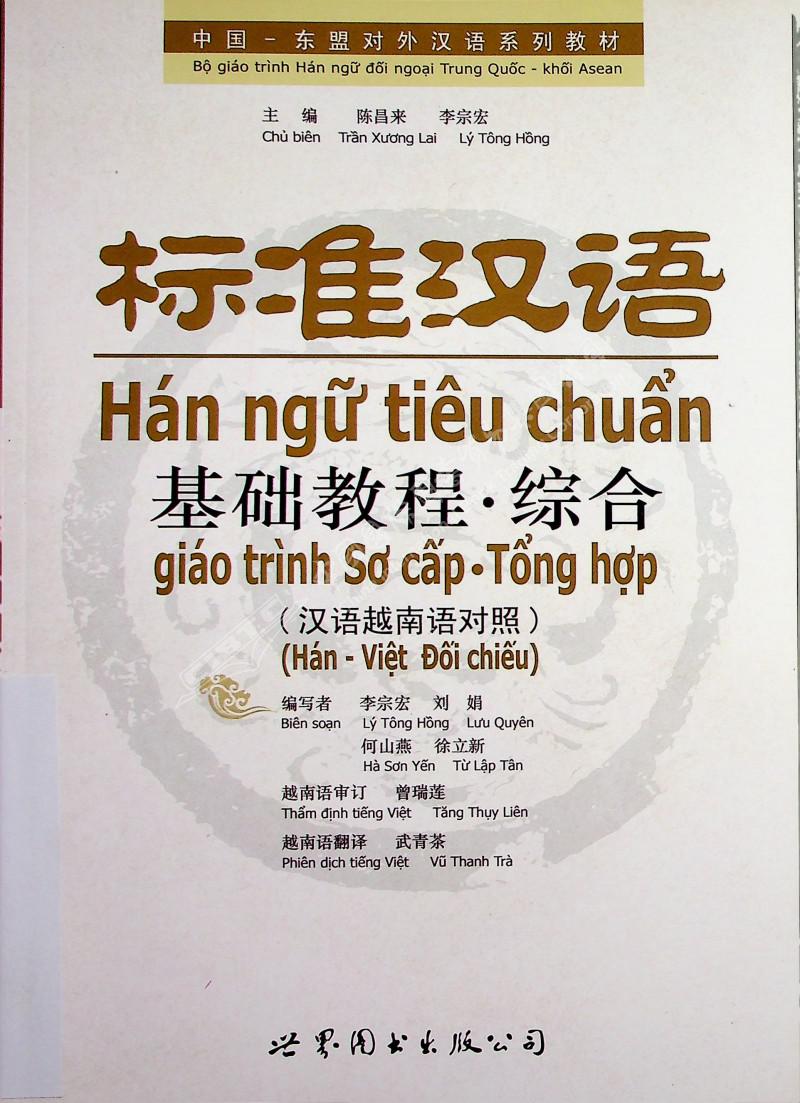 中国－东盟对外汉语系列教材
Bộ giáo trình Hán ngữ đối ngoại Trung Quốc - khối Asean
主 编 陈昌来 李宗宏
Chủ biên Trần Xương Lai Lý Tông Hồng
标准汉语
Hán ngữ tiêu chuẩn
基础教程·综合
giáo trình Sơ cấp • Tổng hợp
（汉语越南语对照）
(Hán - Việt Đối chiếu)
编写者 李宗宏 刘 娟
Biên soạn Lý Tông Hồng Lưu Quyên
何山燕 徐立新
Hà Sơn Yến Từ Lập Tân
越南语审订 曾瑞莲
Thẩm định tiếng Việt Tăng Thụy Liên
越南语翻译 武青茶
Phiên dịch tiếng Việt Vũ Thanh Trà
世界图书出版公司